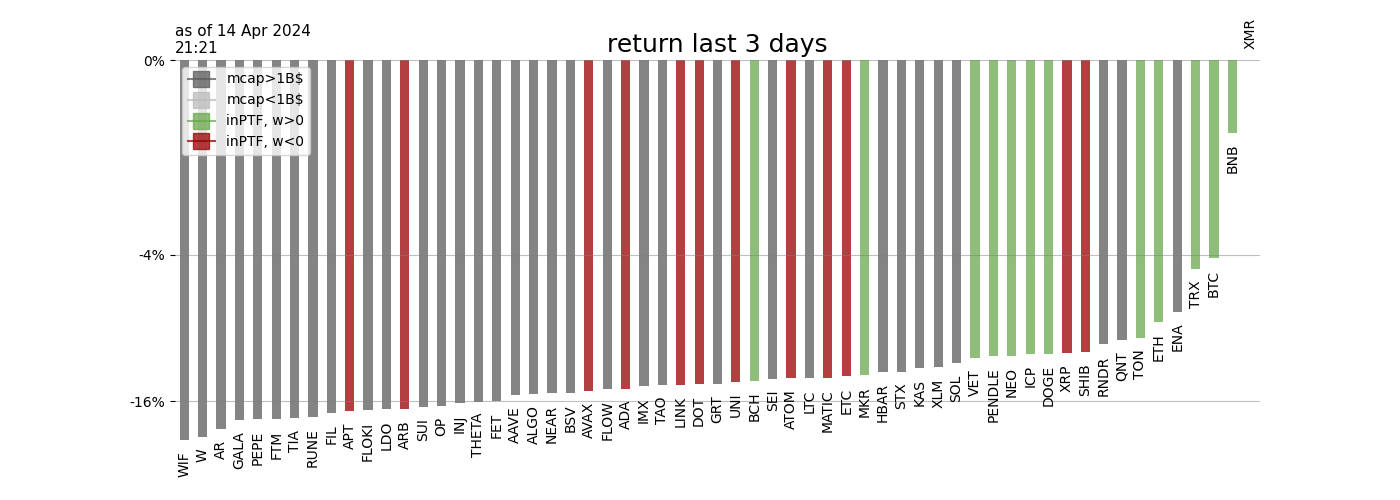 as of 14 Apr 2024
21:21
return last 3 days
XMR
0%
-4%
-16%
mcap>1B$
mcap<1B$
inPTF, w>0
inPTF, w<0
WIF
W
AR
GALA
PEPE
FTM
TIA
RUNE
FIL
APT
FLOKI
LDO
ARB
SUI
OP
INJ
THETA
FET
AAVE
ALGO
NEAR
BSV
AVAX
FLOW
ADA
IMX
TAO
LINK
DOT
GRT
UNI
BCH
SEI
ATOM
LTC
MATIC
ETC
MKR
HBAR
STX
KAS
XLM
SOL
VET
PENDLE
NEO
ICP
DOGE
XRP
SHIB
RNDR
QNT
TON
ETH
ENA
TRX
BTC
BNB